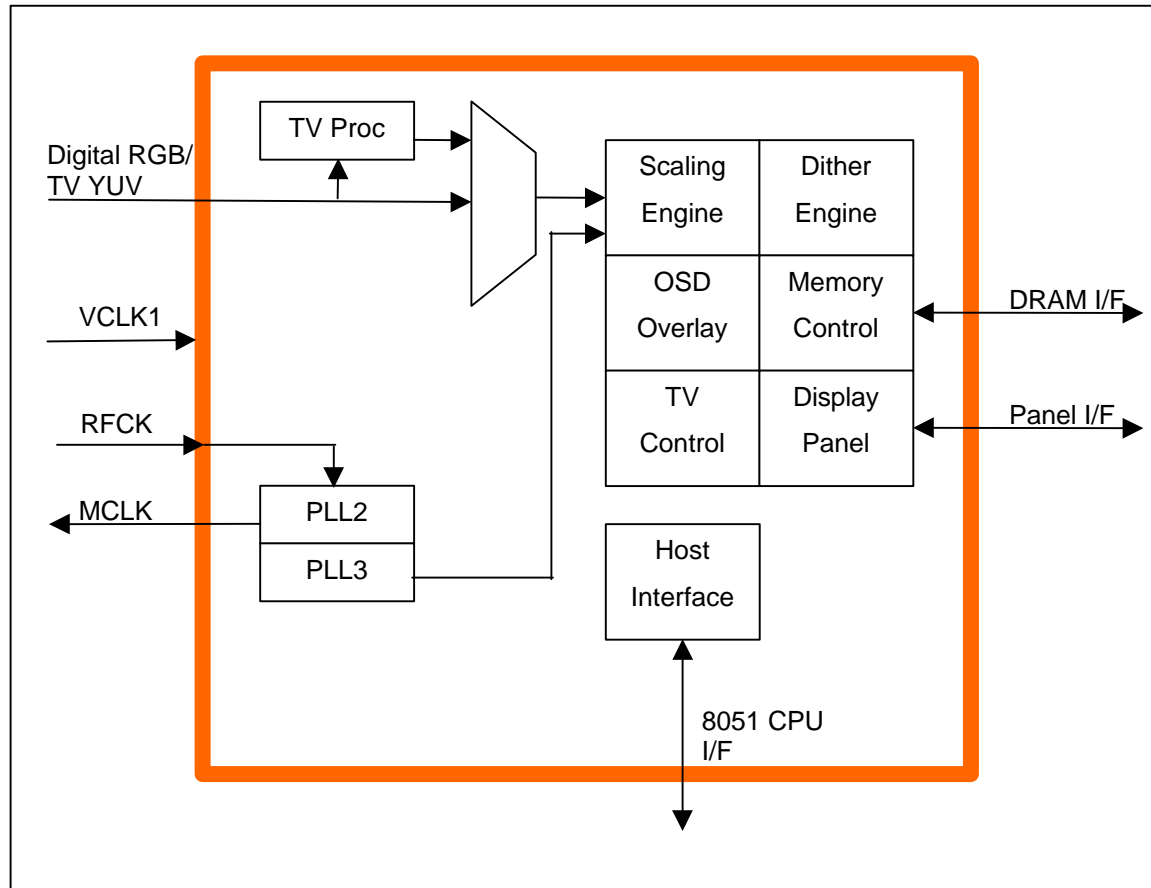 TV Proc
Digital RGB/
TV YUV
Scaling
Engine
Dither
Engine
OSD
Overlay
Memory
Control
TV
Control
Display
Panel
DRAM I/F
Panel I/F
VCLK1
RFCK
MCLK
PLL2
PLL3
Host
Interface
8051 CPU
I/F